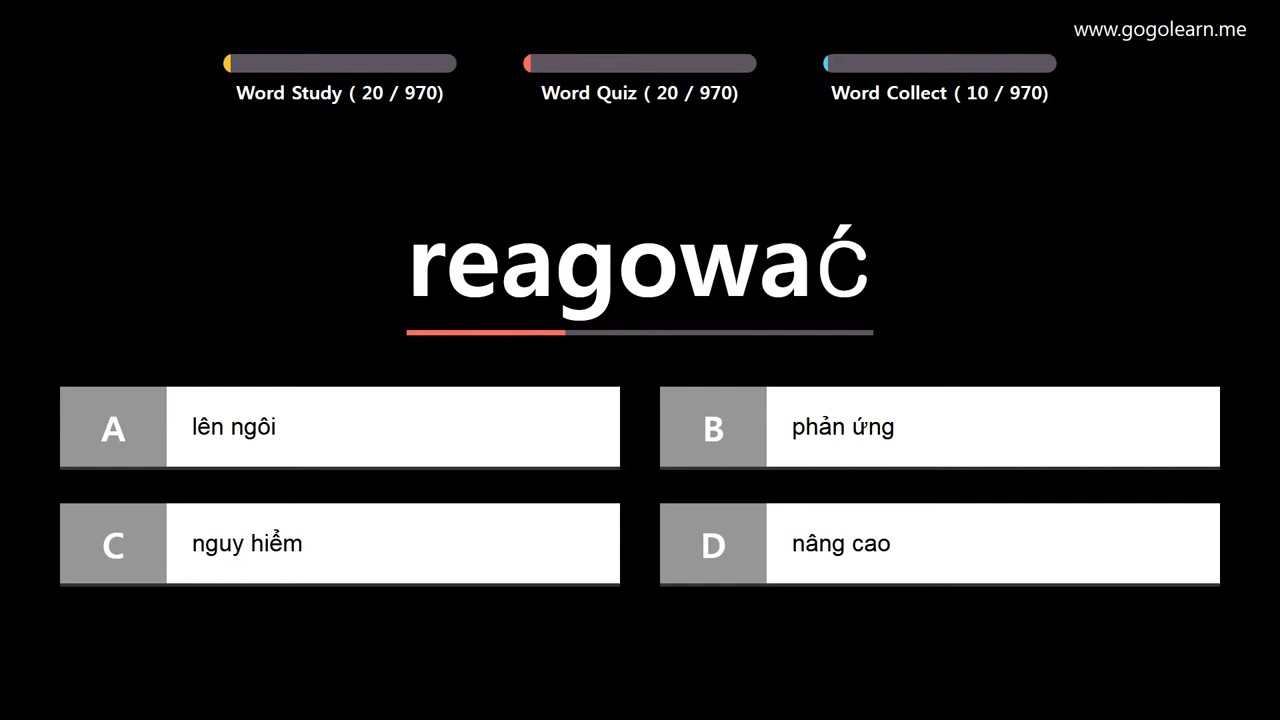 www.gogolearn.me
Word Study ( 20 / 970)
Word Quiz ( 20 / 970)
Word Collect ( 10 / 970)
reagować
A lên ngôi
B phản ứng
C nguy hiểm
D nâng cao